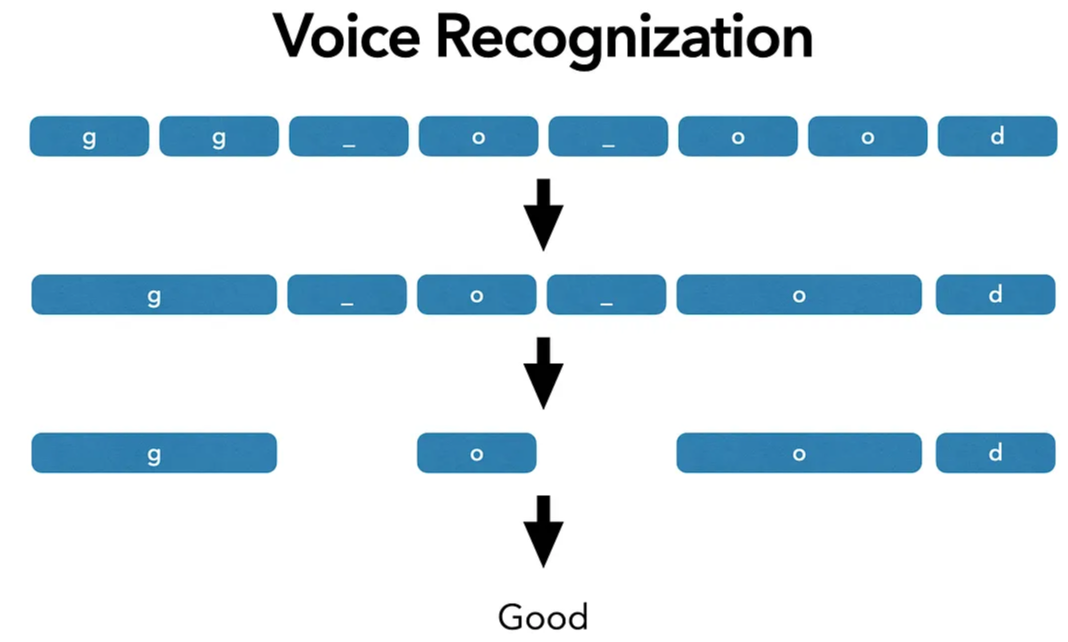 Voice Recognization
g g _ o _ o o d
g _ o _ o d
g o o d
Good